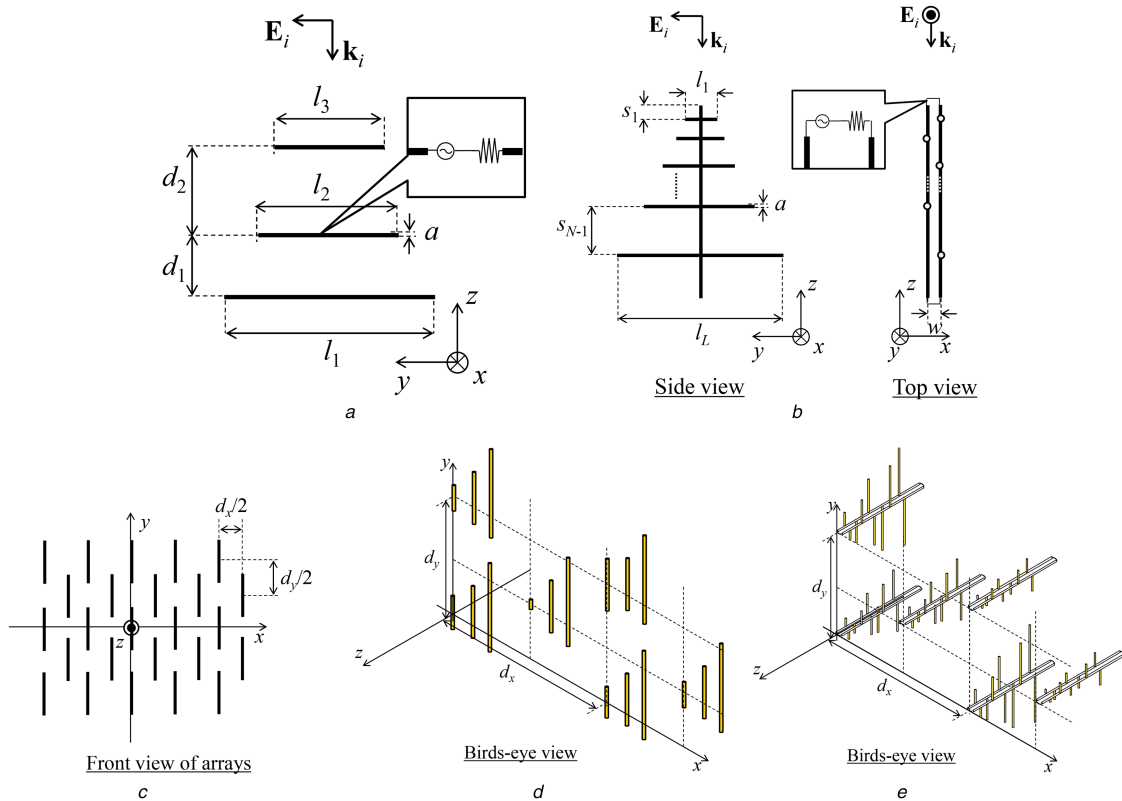 E_i
k_i
l_3
d_2
l_2
a
d_1
l_1
z
y
x
a
E_i
k_i
l_1
s_1
a
s_{N-1}
l_L
z
y
x
Side view
E_i
k_i
z
w
y
x
Top view
b
d_x/2
y
d_y/2
x
z
Front view of arrays
c
y
d_y
z
d_x
x
Birds-eye view
d
y
d_y
z
d_x
x
Birds-eye view
e